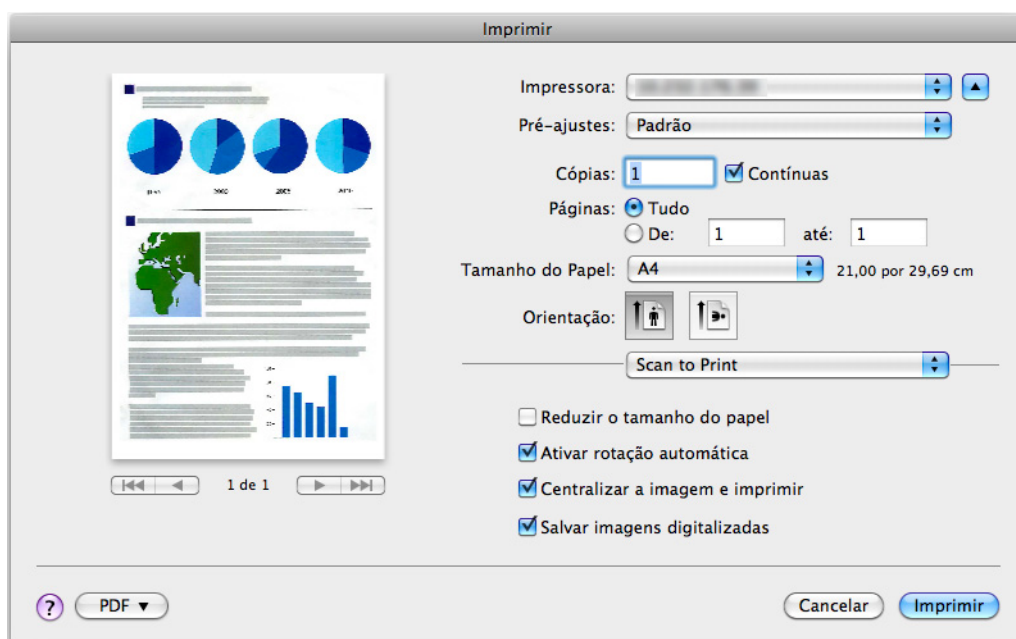 Imprimir
Impressora:
Pré-ajustes: Padrão
Cópias: 1 Contínuas
Páginas: Tudo
De: 1 até: 1
Tamanho do Papel: A4 21,00 por 29,69 cm
Orientação:
Scan to Print
Reduzir o tamanho do papel
Ativar rotação automática
Centralizar a imagem e imprimir
Salvar imagens digitalizadas
2000 2005
1 de 1
? PDF ▼ Cancelar Imprimir